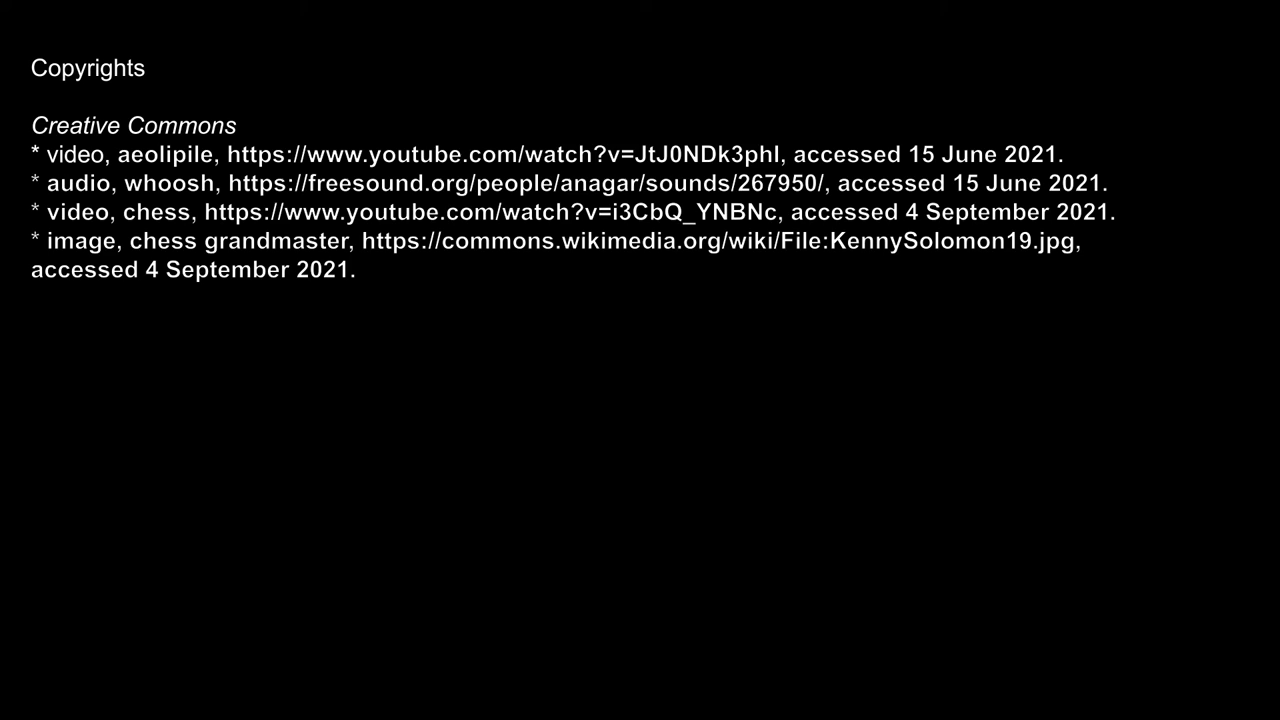 Copyrights
Creative Commons
* video, aeolipile, https://www.youtube.com/watch?v=JtJ0NDk3phI, accessed 15 June 2021.
* audio, whoosh, https://freesound.org/people/anagar/sounds/267950/, accessed 15 June 2021.
* video, chess, https://www.youtube.com/watch?v=i3CbQ_YNBNc, accessed 4 September 2021.
* image, chess grandmaster, https://commons.wikimedia.org/wiki/File:KennySolomon19.jpg,
accessed 4 September 2021.